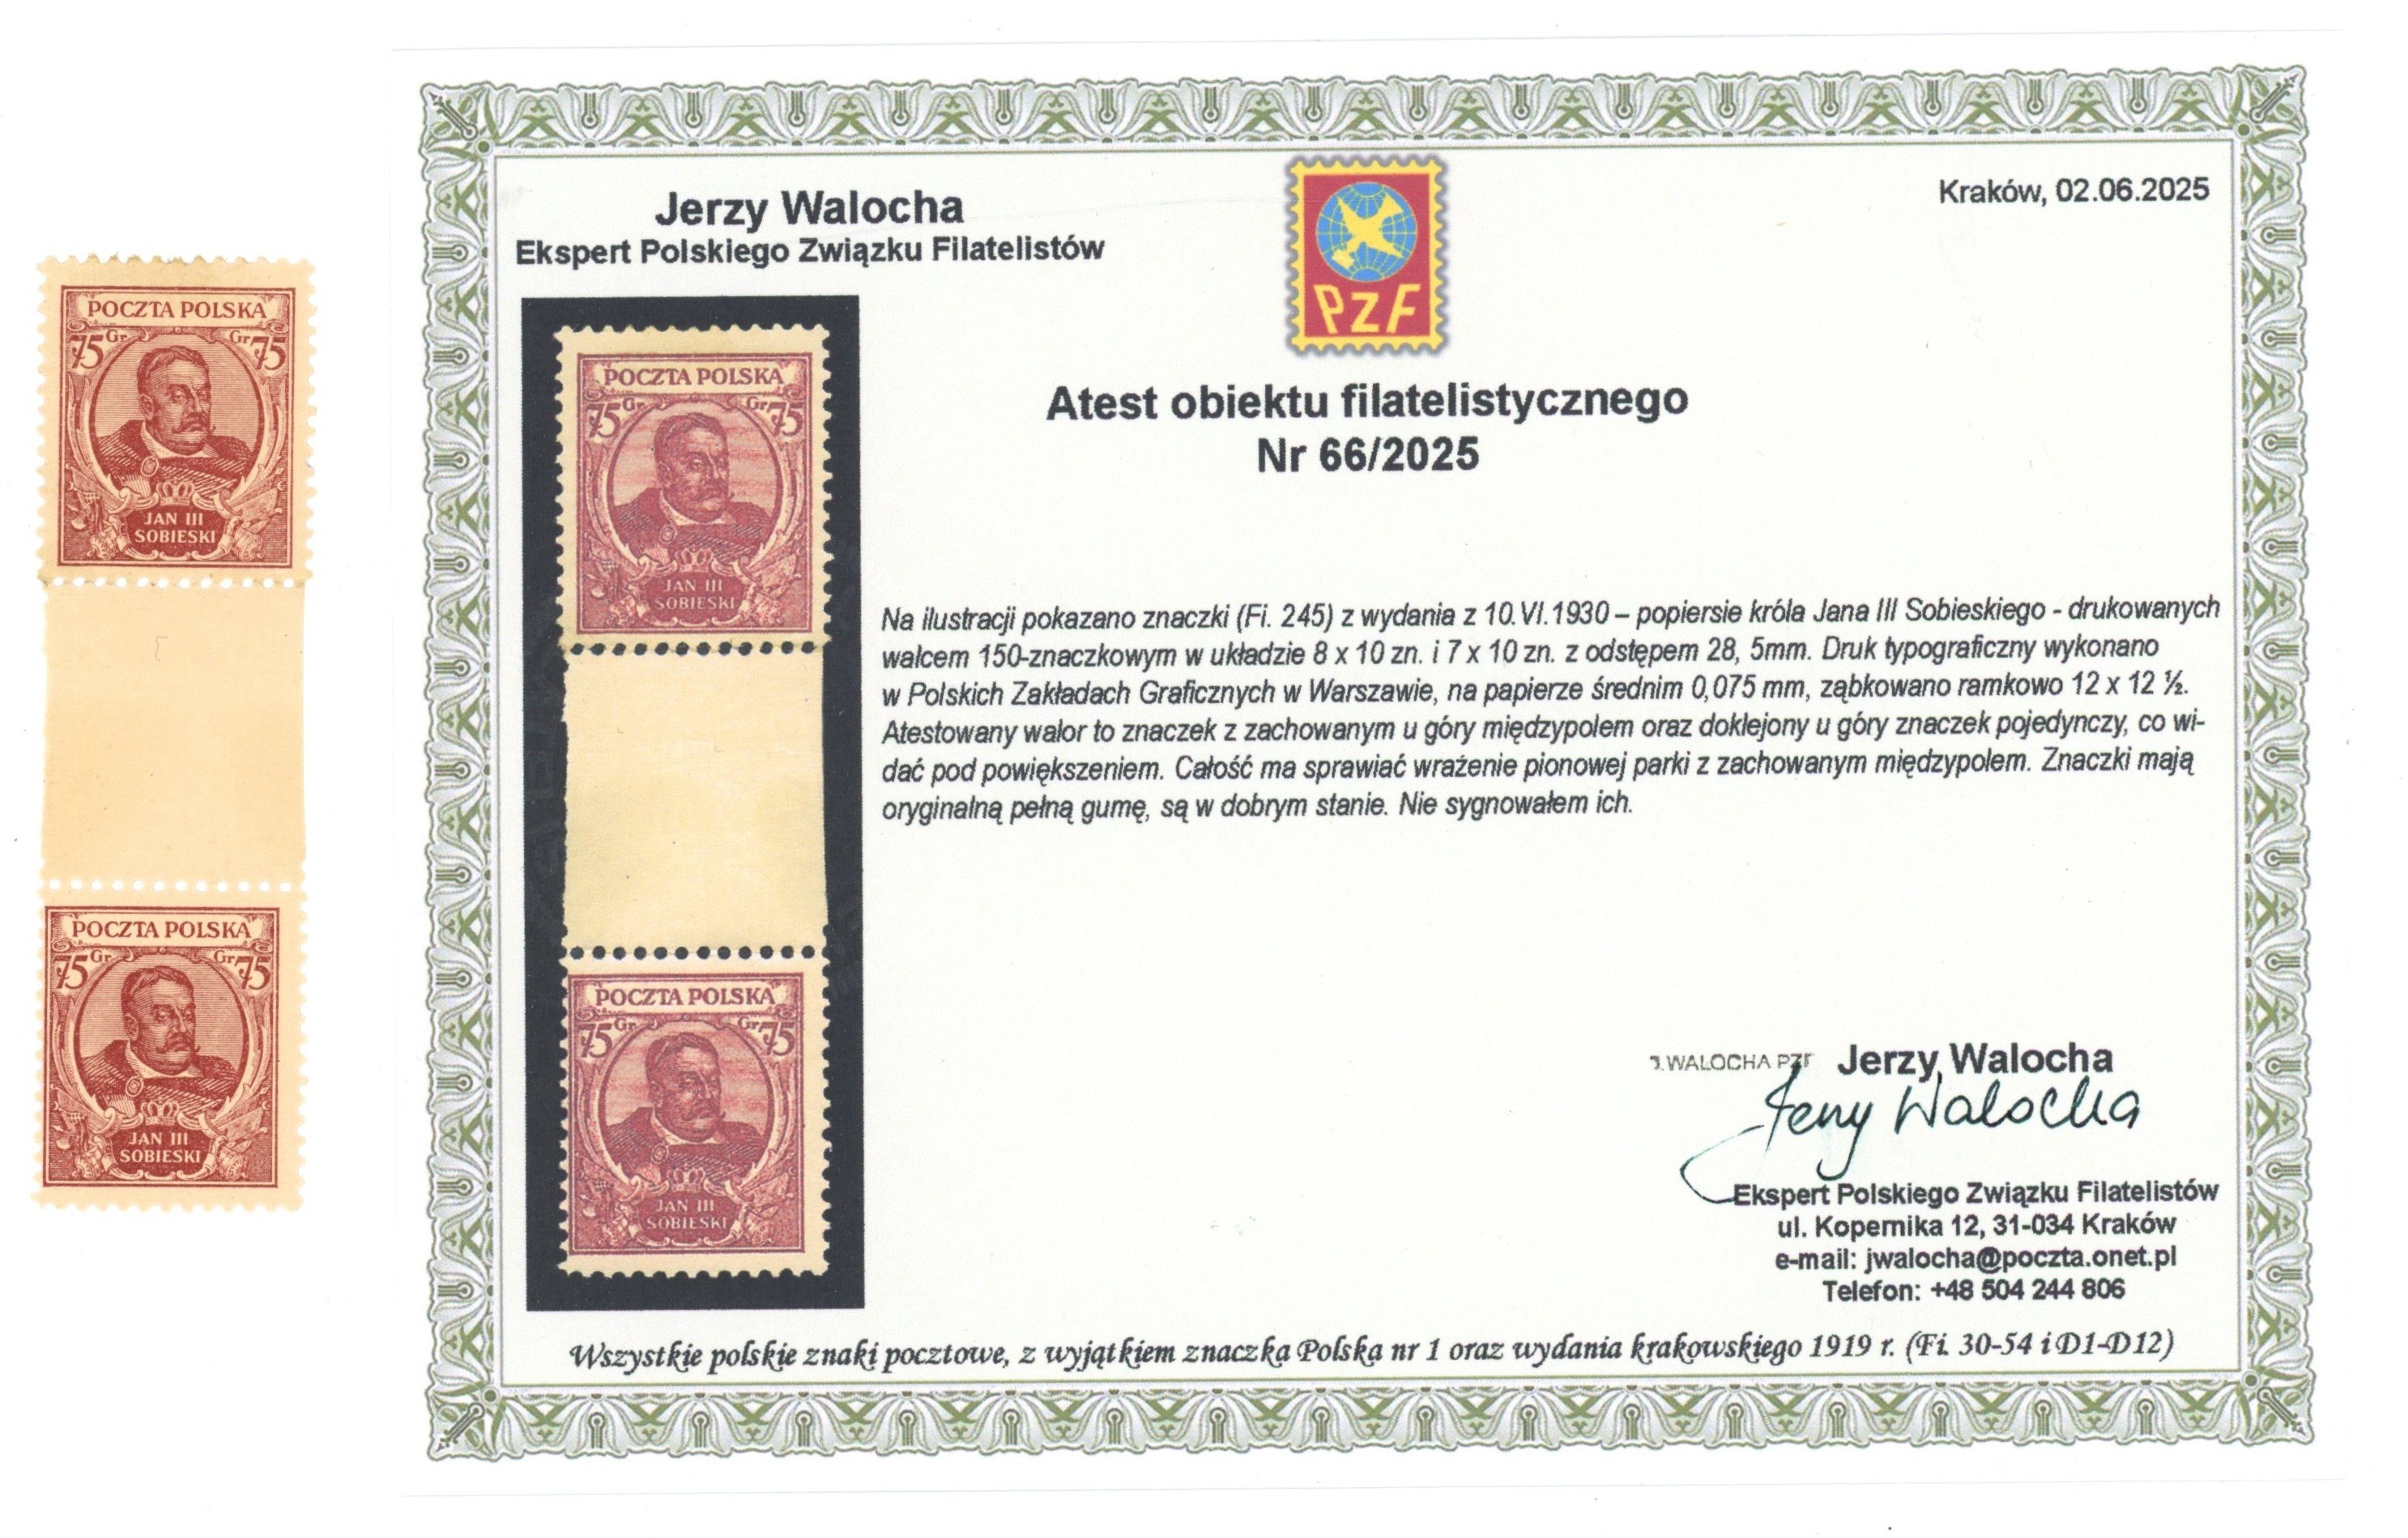 POCZTA POLSKA
75 Gr Gr 75
JAN III
SOBIESKI
POCZTA POLSKA
75 Gr Gr 75
JAN III
SOBIESKI
Jerzy Walocha
Ekspert Polskiego Związku Filatelistów
PZF
Kraków, 02.06.2025
Atest obiektu filatelistycznego
Nr 66/2025
POCZTA POLSKA
75 Gr Gr 75
JAN III
SOBIESKI
POCZTA POLSKA
75 Gr Gr 75
JAN III
SOBIESKI
Na ilustracji pokazano znaczki (Fi. 245) z wydania z 10.VI.1930 – popiersie króla Jana III Sobieskiego - drukowanych
walcem 150-znaczkowym w układzie 8 x 10 zn. i 7 x 10 zn. z odstępem 28, 5mm. Druk typograficzny wykonano
w Polskich Zakładach Graficznych w Warszawie, na papierze średnim 0,075 mm, ząbkowano ramkowo 12 x 12 ½.
Atestowany walor to znaczek z zachowanym u góry międzypolem oraz doklejony u góry znaczek pojedynczy, co wi-
dać pod powiększeniem. Całość ma sprawiać wrażenie pionowej parki z zachowanym międzypolem. Znaczki mają
oryginalną pełną gumę, są w dobrym stanie. Nie sygnowałem ich.
J. WALOCHA PZF
Jerzy Walocha
Jerzy Walocha
Ekspert Polskiego Związku Filatelistów
ul. Kopernika 12, 31-034 Kraków
e-mail: jwalocha@poczta.onet.pl
Telefon: +48 504 244 806
Wszystkie polskie znaki pocztowe, z wyjątkiem znaczka Polska nr 1 oraz wydania krakowskiego 1919 r. (Fi. 30-54 i D1-D12)